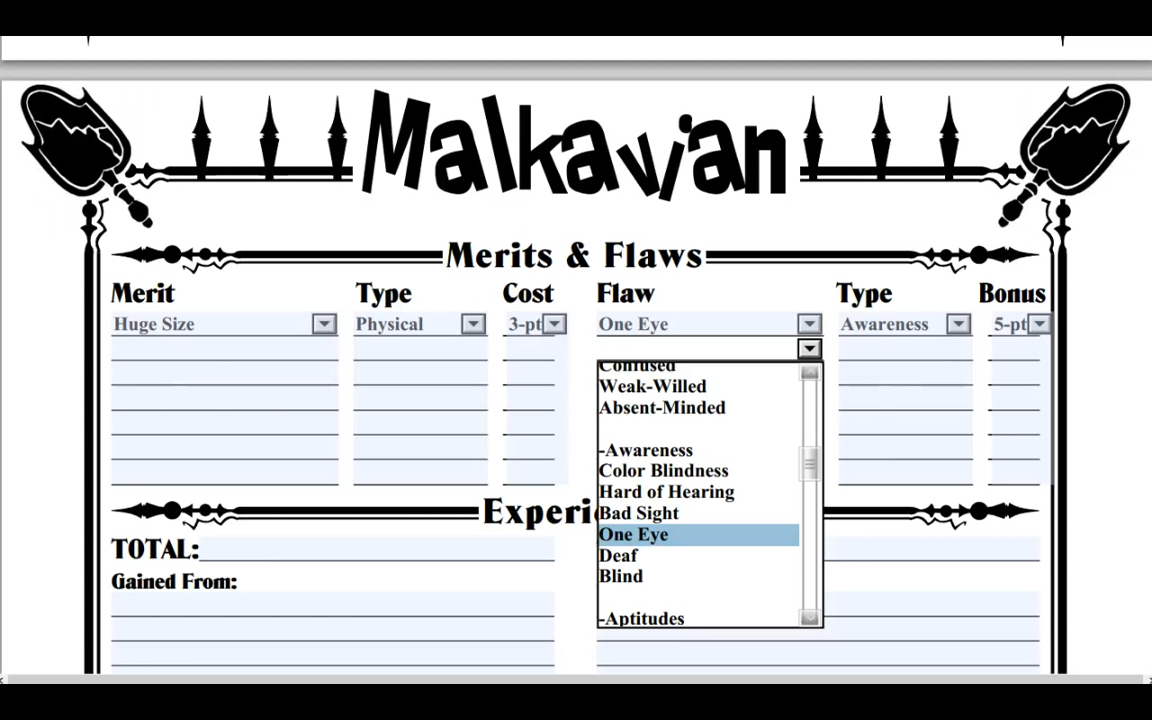 Malkavian
Merits & Flaws
Merit Type Cost Flaw Type Bonus
Huge Size Physical 3-pt One Eye Awareness 5-pt
Confused
Weak-Willed
Absent-Minded
-Awareness
Color Blindness
Hard of Hearing
Bad Sight
One Eye
Deaf
Blind
-Aptitudes
Experi
TOTAL:
Gained From: